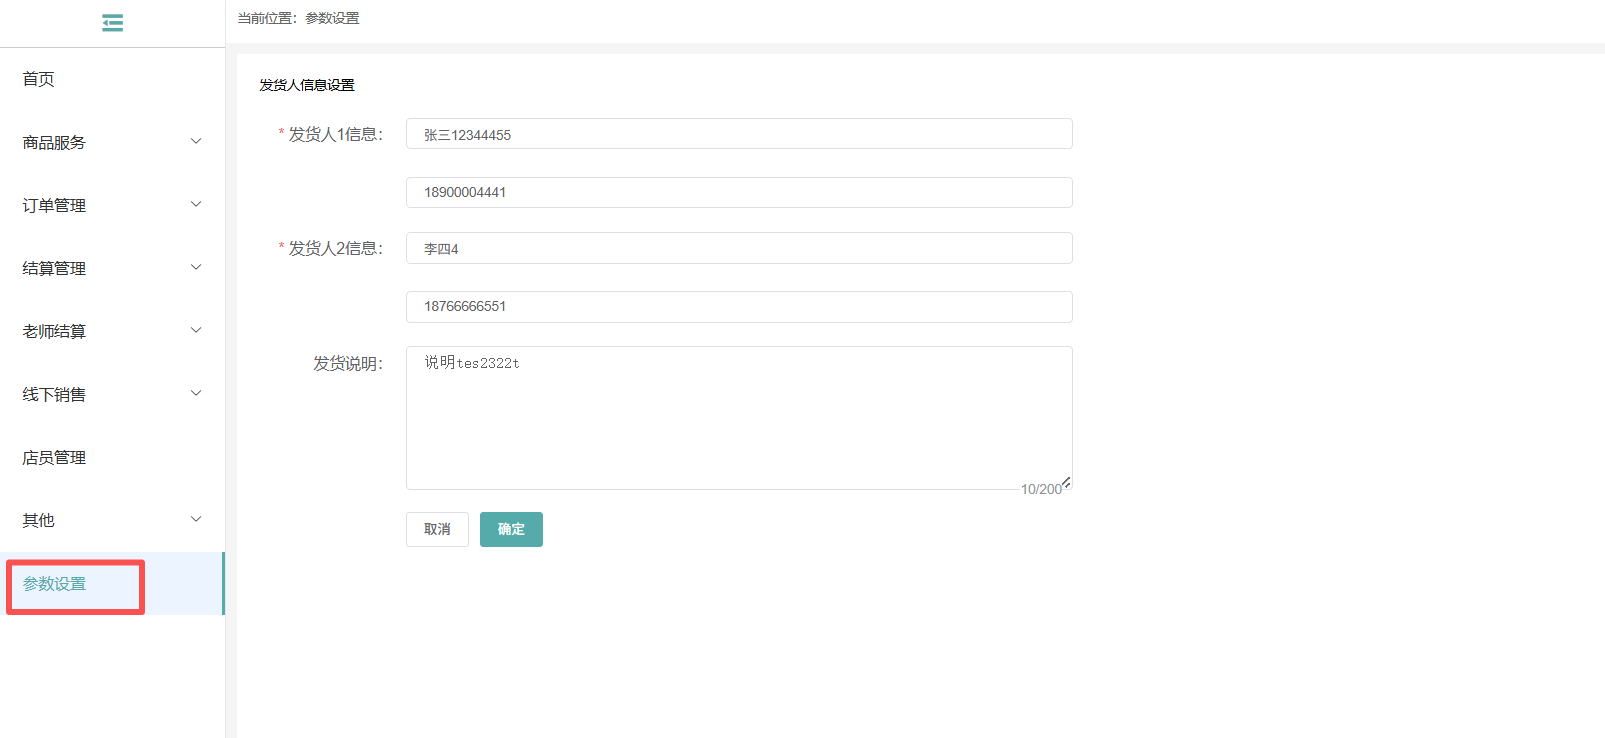 当前位置：参数设置
首页
商品服务
订单管理
结算管理
老师结算
线下销售
店员管理
其他
参数设置
发货人信息设置
* 发货人1信息：
张三12344455
18900004441
* 发货人2信息：
李四4
18766666551
发货说明：
说明tes2322t
10/200
取消
确定